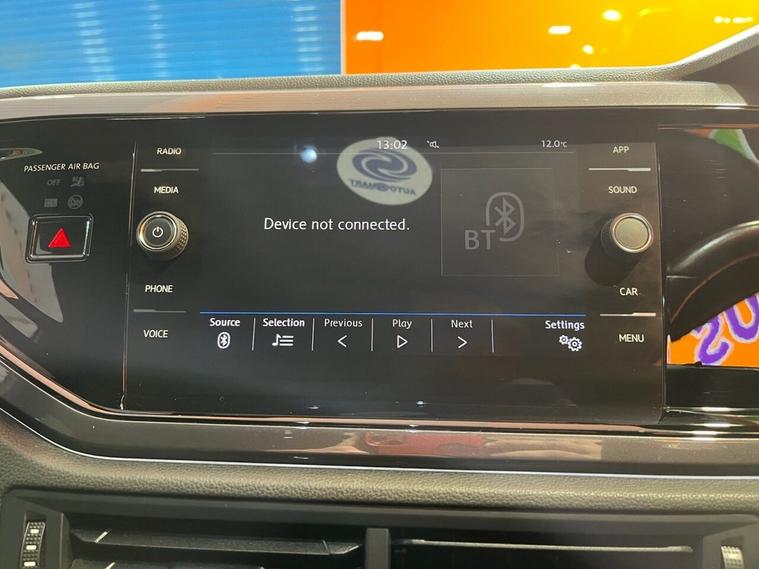 13:02 12.0°C
RADIO
APP
PASSENGER AIR BAG
OFF
MEDIA
SOUND
Device not connected.
BT
PHONE
CAR
VOICE
Source Selection Previous Play Next Settings
MENU